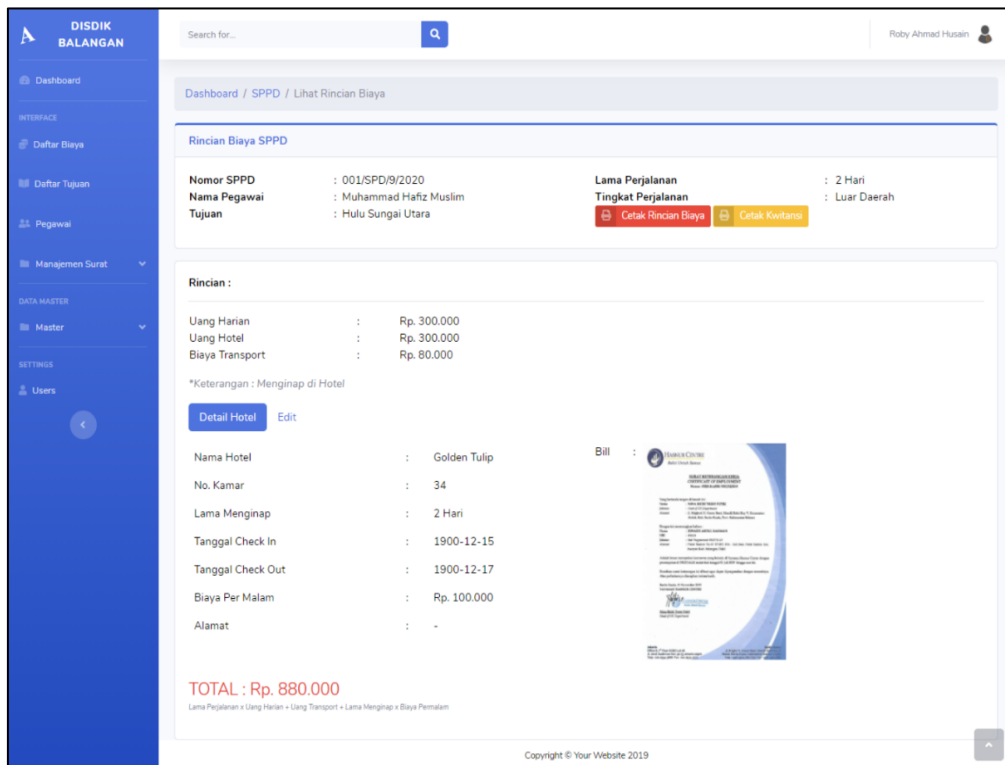 DISDIK
BALANGAN
Search for...
Roby Ahmad Husain
Dashboard
INTERFACE
Daftar Biaya
Daftar Tujuan
Pegawai
Manajemen Surat
DATA MASTER
Master
SETTINGS
Users
Dashboard / SPPD / Lihat Rincian Biaya
Rincian Biaya SPPD
Nomor SPPD : 001/SPD/9/2020
Nama Pegawai : Muhammad Hafiz Muslim
Tujuan : Hulu Sungai Utara
Lama Perjalanan : 2 Hari
Tingkat Perjalanan : Luar Daerah
Cetak Rincian Biaya Cetak Kwitansi
Rincian :
Uang Harian : Rp. 300.000
Uang Hotel : Rp. 300.000
Biaya Transport : Rp. 80.000
*Keterangan : Menginap di Hotel
Detail Hotel Edit
Nama Hotel : Golden Tulip
No. Kamar : 34
Lama Menginap : 2 Hari
Tanggal Check In : 1900-12-15
Tanggal Check Out : 1900-12-17
Biaya Per Malam : Rp. 100.000
Alamat : -
Bill :
SURAT KETERANGAN KERJA
CERTIFICATE OF EMPLOYMENT
TOTAL : Rp. 880.000
Lama Perjalanan x Uang Harian + Uang Transport + Lama Menginap x Biaya Permalam
Copyright © Your Website 2019